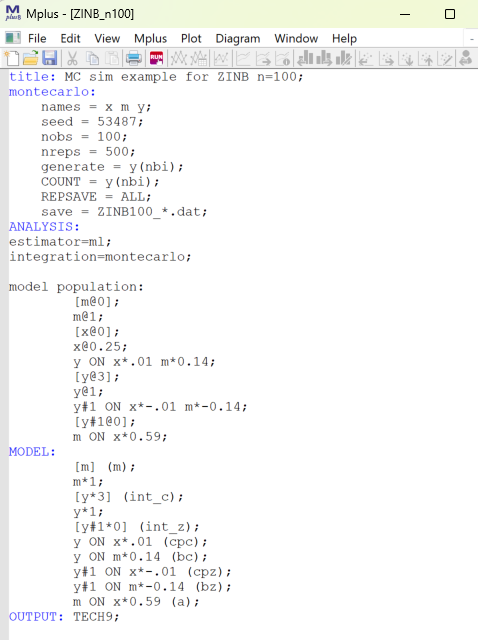 Mplus - [ZINB_n100]
File Edit View Mplus Plot Diagram Window Help
RUN
title: MC sim example for ZINB n=100;
montecarlo:
names = x m y;
seed = 53487;
nobs = 100;
nreps = 500;
generate = y(nbi);
COUNT = y(nbi);
REPSAVE = ALL;
save = ZINB100_*.dat;
ANALYSIS:
estimator=ml;
integration=montecarlo;
model population:
[m@0];
m@1;
[x@0];
x@0.25;
y ON x*.01 m*0.14;
[y@3];
y@1;
y#1 ON x*-.01 m*-0.14;
[y#1@0];
m ON x*0.59;
MODEL:
[m] (m);
m*1;
[y*3] (int_c);
y*1;
[y#1*0] (int_z);
y ON x*.01 (cpc);
y ON m*0.14 (bc);
y#1 ON x*-.01 (cpz);
y#1 ON m*-0.14 (bz);
m ON x*0.59 (a);
OUTPUT: TECH9;